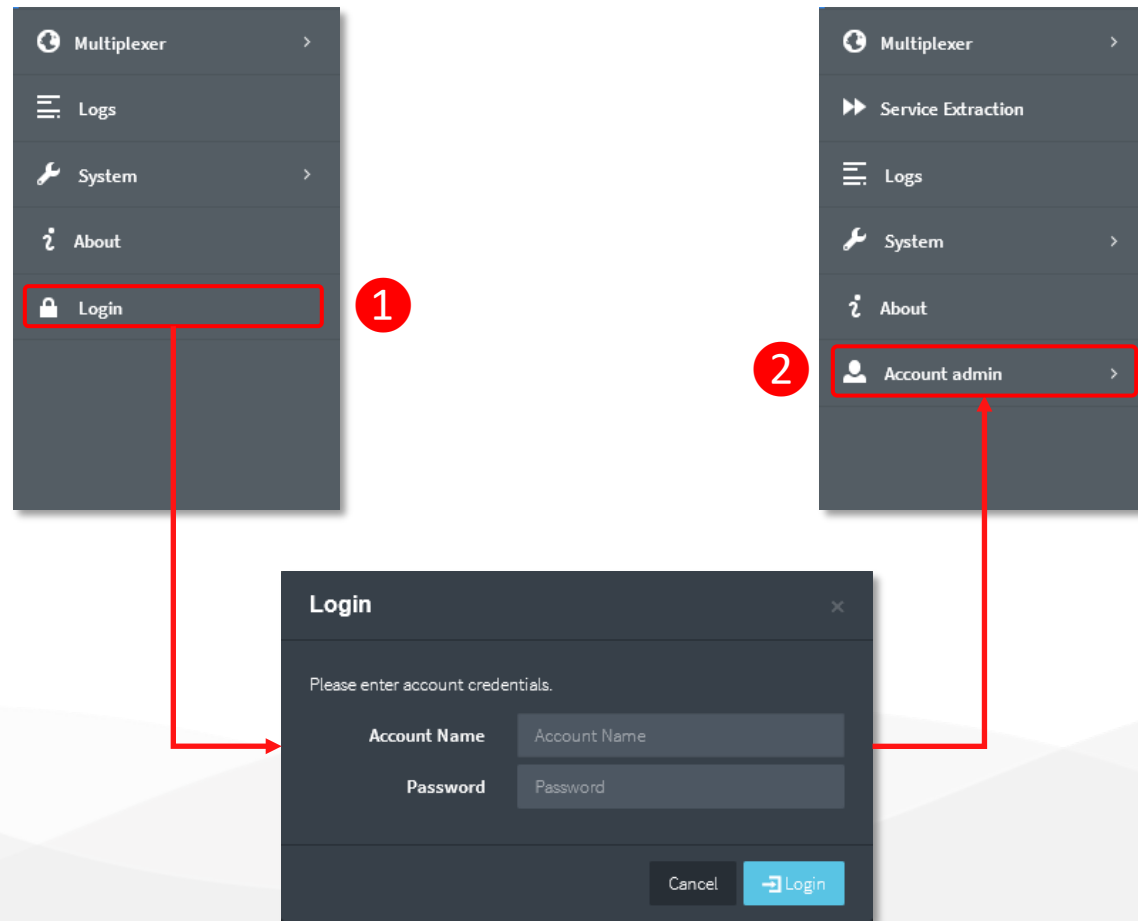 Multiplexer
Logs
System
About
Login
1
Multiplexer
Service Extraction
Logs
System
About
2
Account admin
Login
Please enter account credentials.
Account Name Account Name
Password Password
Cancel Login